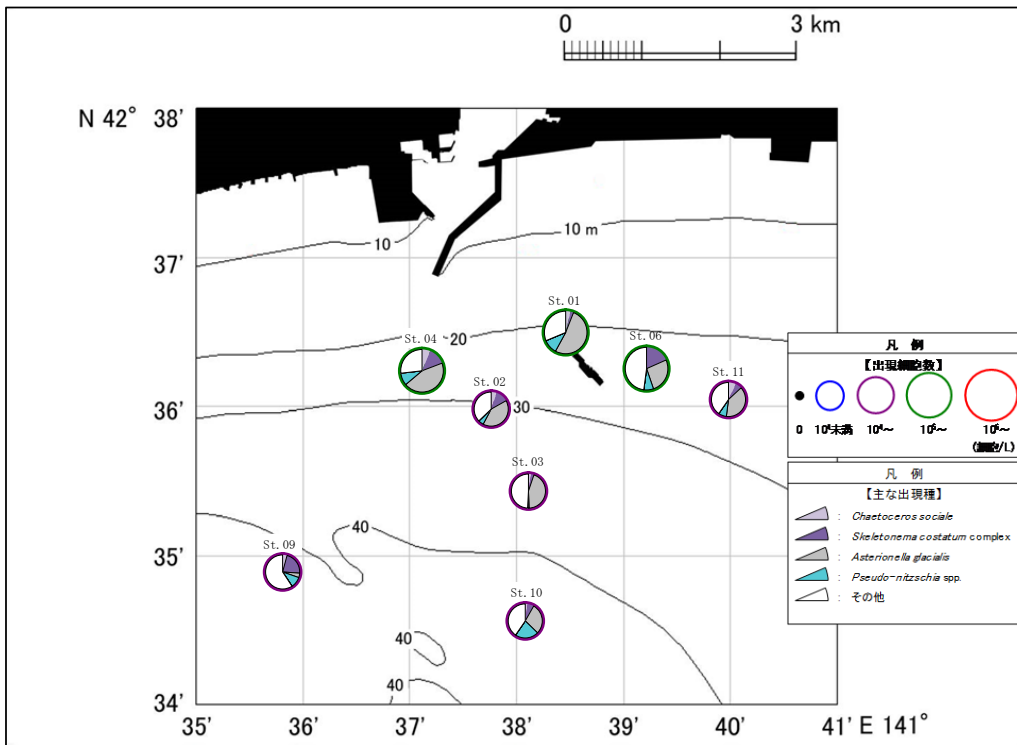 0 3 km
N 42° 38'
10 10 m
37'
St. 01
St. 04 20 St. 06
St. 02 St. 11
36' 30
St. 03
40 40
St. 09
35'
St. 10
40
40
34'
35' 36' 37' 38' 39' 40' 41' E 141°
凡 例
【出現細胞数】
0 10⁴未満 10⁴~ 10⁵~ 10⁶~
(細胞/L)
凡 例
【主な出現種】
: Chaetoceros sociale
: Skeletonema costatum complex
: Asterionella glacialis
: Pseudo-nitzschia spp.
: その他